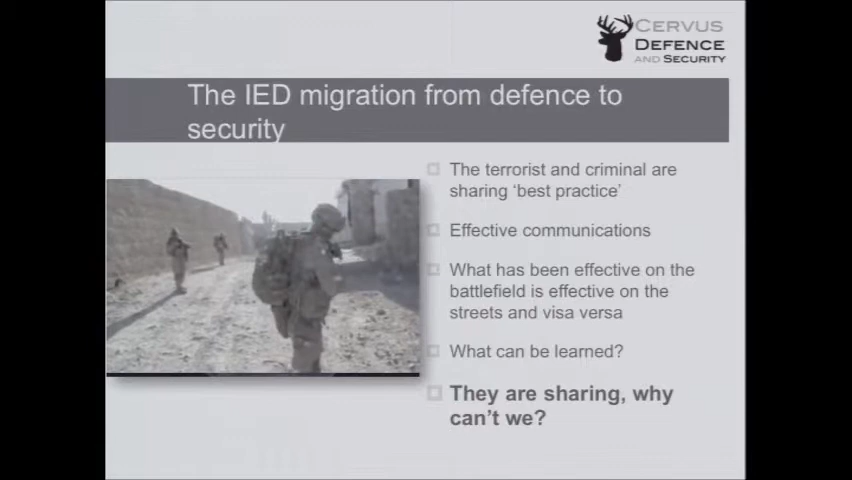 CERVUS
DEFENCE
AND SECURITY
The IED migration from defence to
security
The terrorist and criminal are
sharing ‘best practice’
Effective communications
What has been effective on the
battlefield is effective on the
streets and visa versa
What can be learned?
They are sharing, why
can’t we?